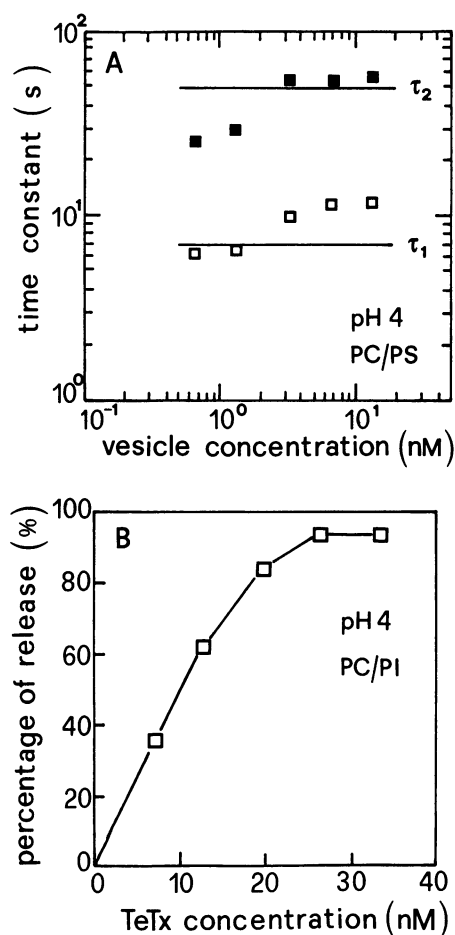 10²
A
time constant (s)
τ₂
10¹
τ₁
pH 4
PC/PS
10⁰
10⁻¹ 10⁰ 10¹
vesicle concentration (nM)
100
B
percentage of release (%)
80
pH 4
60
PC/PI
40
20
0
0 10 20 30 40
TeTx concentration (nM)